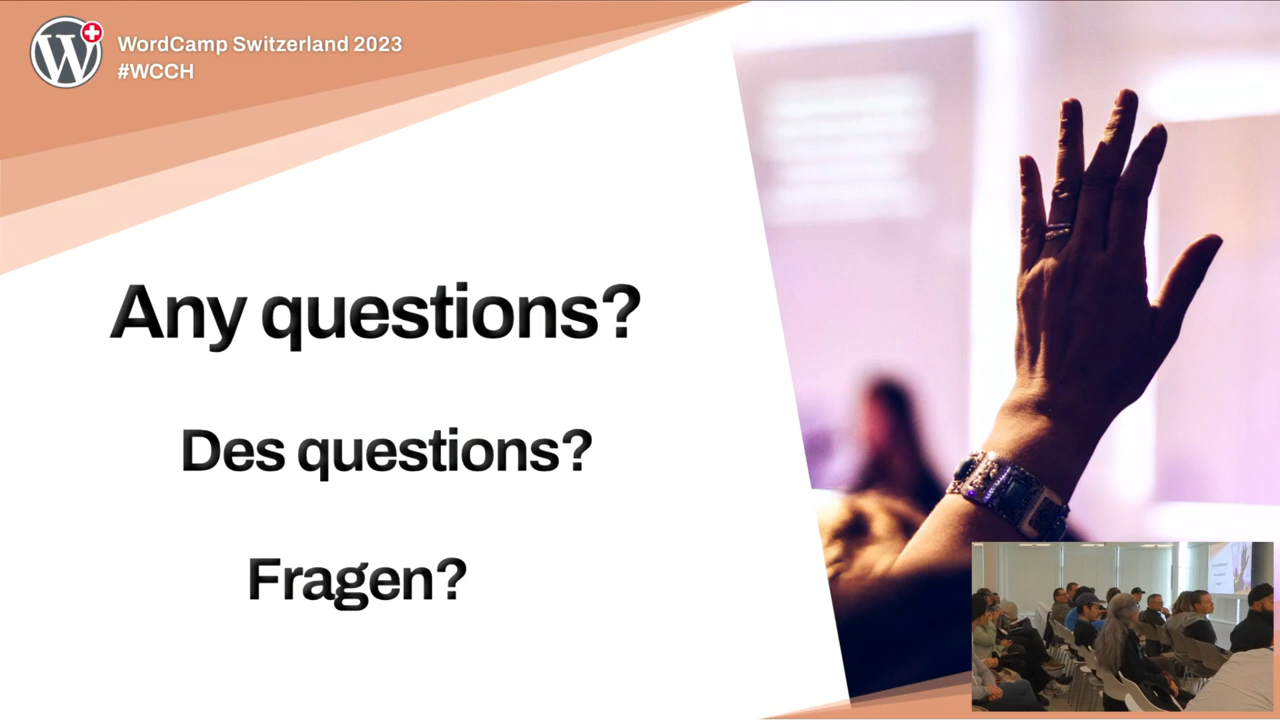 WordCamp Switzerland 2023
#WCCH
Any questions?
Des questions?
Fragen?